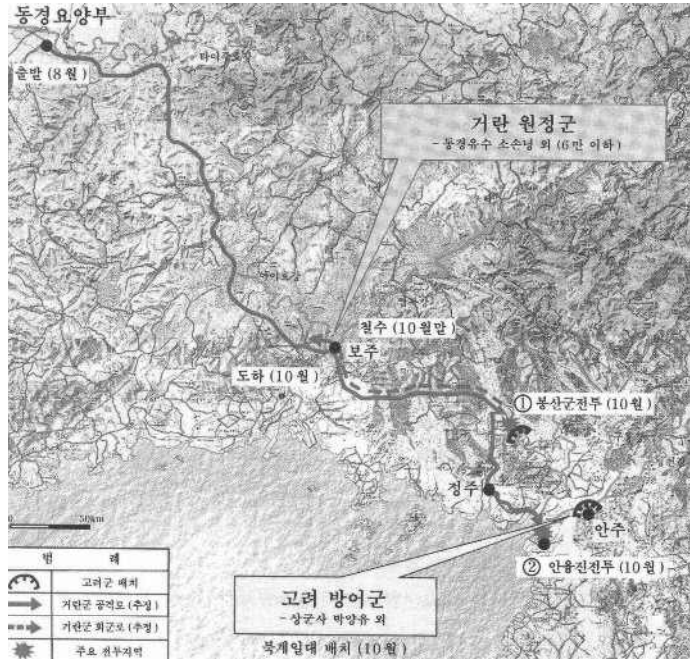 동경요양부
출발 (8월)
거란 원정군
- 동경유수 소손녕 외 (6만 이하)
철수 (10월말)
보주
도하 (10월)
① 봉산군전투 (10월)
정주
안주
50km
② 안융진전투 (10월)
범 례
고려군 배치
거란군 공격로 (추정)
거란군 회군로 (추정)
주요 전투지역
고려 방어군
- 상군사 박양유 외
북계일대 배치 (10월)